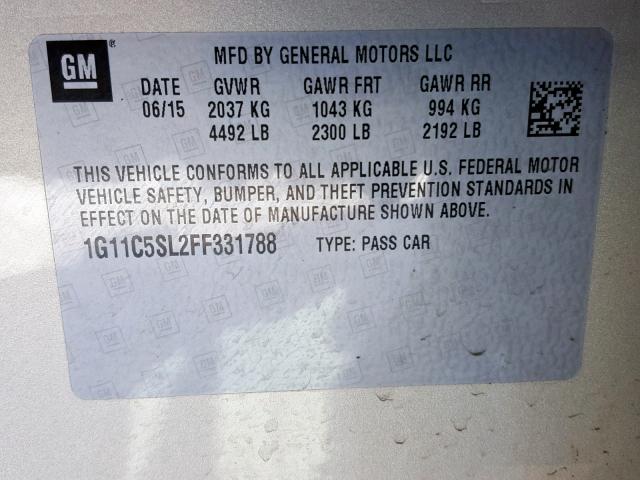 GM ®
MFD BY GENERAL MOTORS LLC
DATE GVWR GAWR FRT GAWR RR
06/15 2037 KG 1043 KG 994 KG
4492 LB 2300 LB 2192 LB
THIS VEHICLE CONFORMS TO ALL APPLICABLE U.S. FEDERAL MOTOR
VEHICLE SAFETY, BUMPER, AND THEFT PREVENTION STANDARDS IN
EFFECT ON THE DATE OF MANUFACTURE SHOWN ABOVE.
1G11C5SL2FF331788 TYPE: PASS CAR